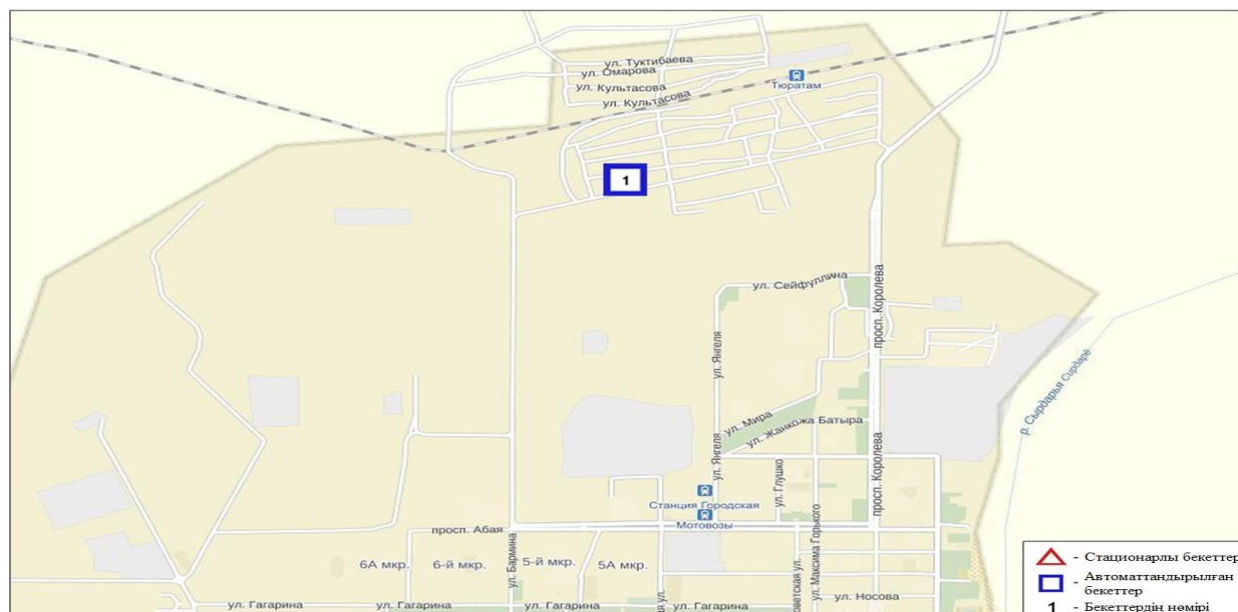 ул. Туктибаева
ул. Омарова
ул. Культасова
ул. Культасова
Тюратам
1
ул. Сейфуллина
просп. Королева
ул. Янгеля
р. Сырдарья
ул. Мира
ул. Жанкожа Батыра
ул. Янгеля
ул. Глушко
просп. Королева
Станция Городская
Мотовозы
ул. Максима Горького
просп. Абая
ул. Бармина
6А мкр.
6-й мкр.
5-й мкр.
5А мкр.
ул. Гагарина
ул. Гагарина
ул. Гагарина
ул. Носова
- Стационарлы бекеттер
- Автоматтандырылған
бекеттер
1 - Бекеттердің нөмірі